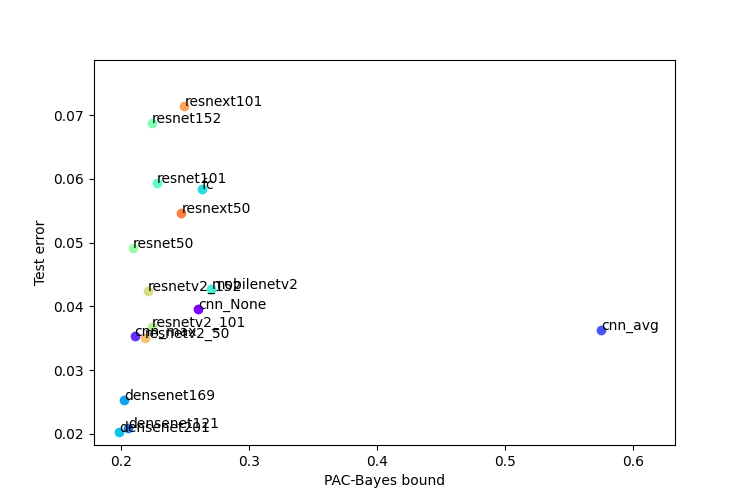 0.07
0.06
0.05
0.04
0.03
0.02
Test error
resnext101
resnet152
resnet101
fc
resnext50
resnet50
resnetv2_152
mobilenetv2
cnn_None
resnetv2_101
cnn_max
resnetv2_50
cnn_avg
densenet169
densenet121
densenet201
0.2
0.3
0.4
0.5
0.6
PAC-Bayes bound